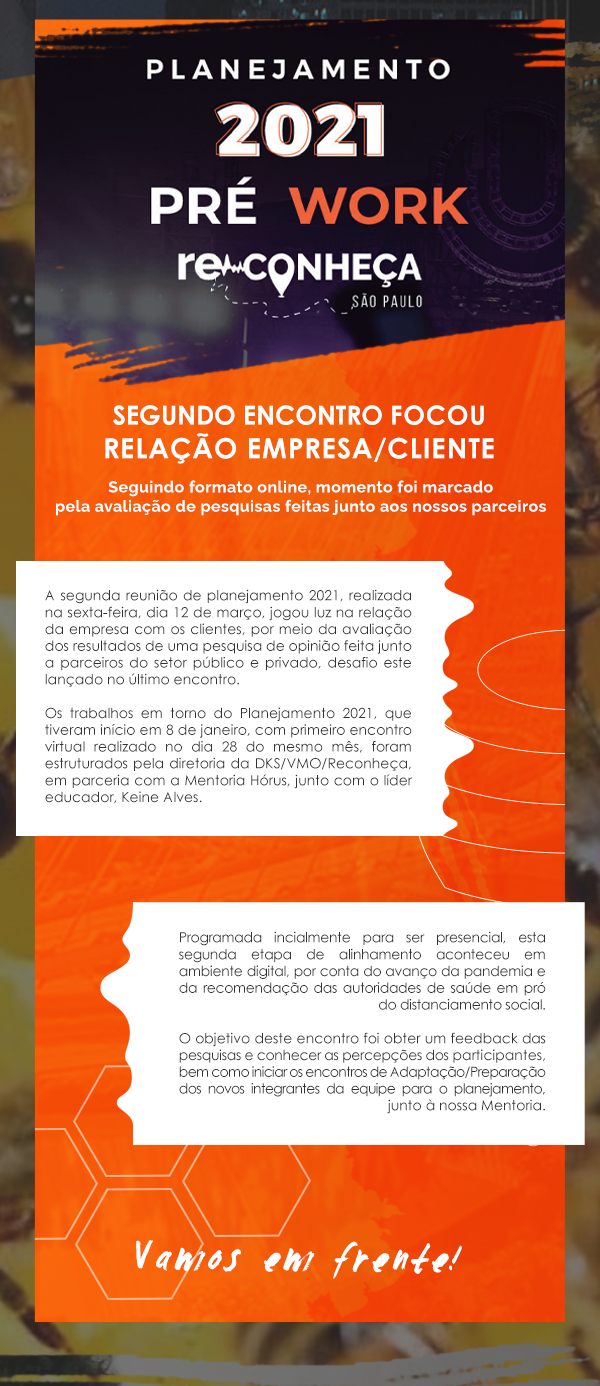 PLANEJAMENTO
2021
PRÉ WORK
reCONHEÇA
SÃO PAULO
SEGUNDO ENCONTRO FOCOU
RELAÇÃO EMPRESA/CLIENTE
Seguindo formato online, momento foi marcado
pela avaliação de pesquisas feitas junto aos nossos parceiros
A segunda reunião de planejamento 2021, realizada
na sexta-feira, dia 12 de março, jogou luz na relação
da empresa com os clientes, por meio da avaliação
dos resultados de uma pesquisa de opinião feita junto
a parceiros do setor público e privado, desafio este
lançado no último encontro.
Os trabalhos em torno do Planejamento 2021, que
tiveram início em 8 de janeiro, com primeiro encontro
virtual realizado no dia 28 do mesmo mês, foram
estruturados pela diretoria da DKS/VMO/Reconheça,
em parceria com a Mentoria Hórus, junto com o líder
educador, Keine Alves.
Programada incialmente para ser presencial, esta
segunda etapa de alinhamento aconteceu em
ambiente digital, por conta do avanço da pandemia e
da recomendação das autoridades de saúde em pró
do distanciamento social.
O objetivo deste encontro foi obter um feedback das
pesquisas e conhecer as percepções dos participantes,
bem como iniciar os encontros de Adaptação/Preparação
dos novos integrantes da equipe para o planejamento,
junto à nossa Mentoria.
Vamos em frente!